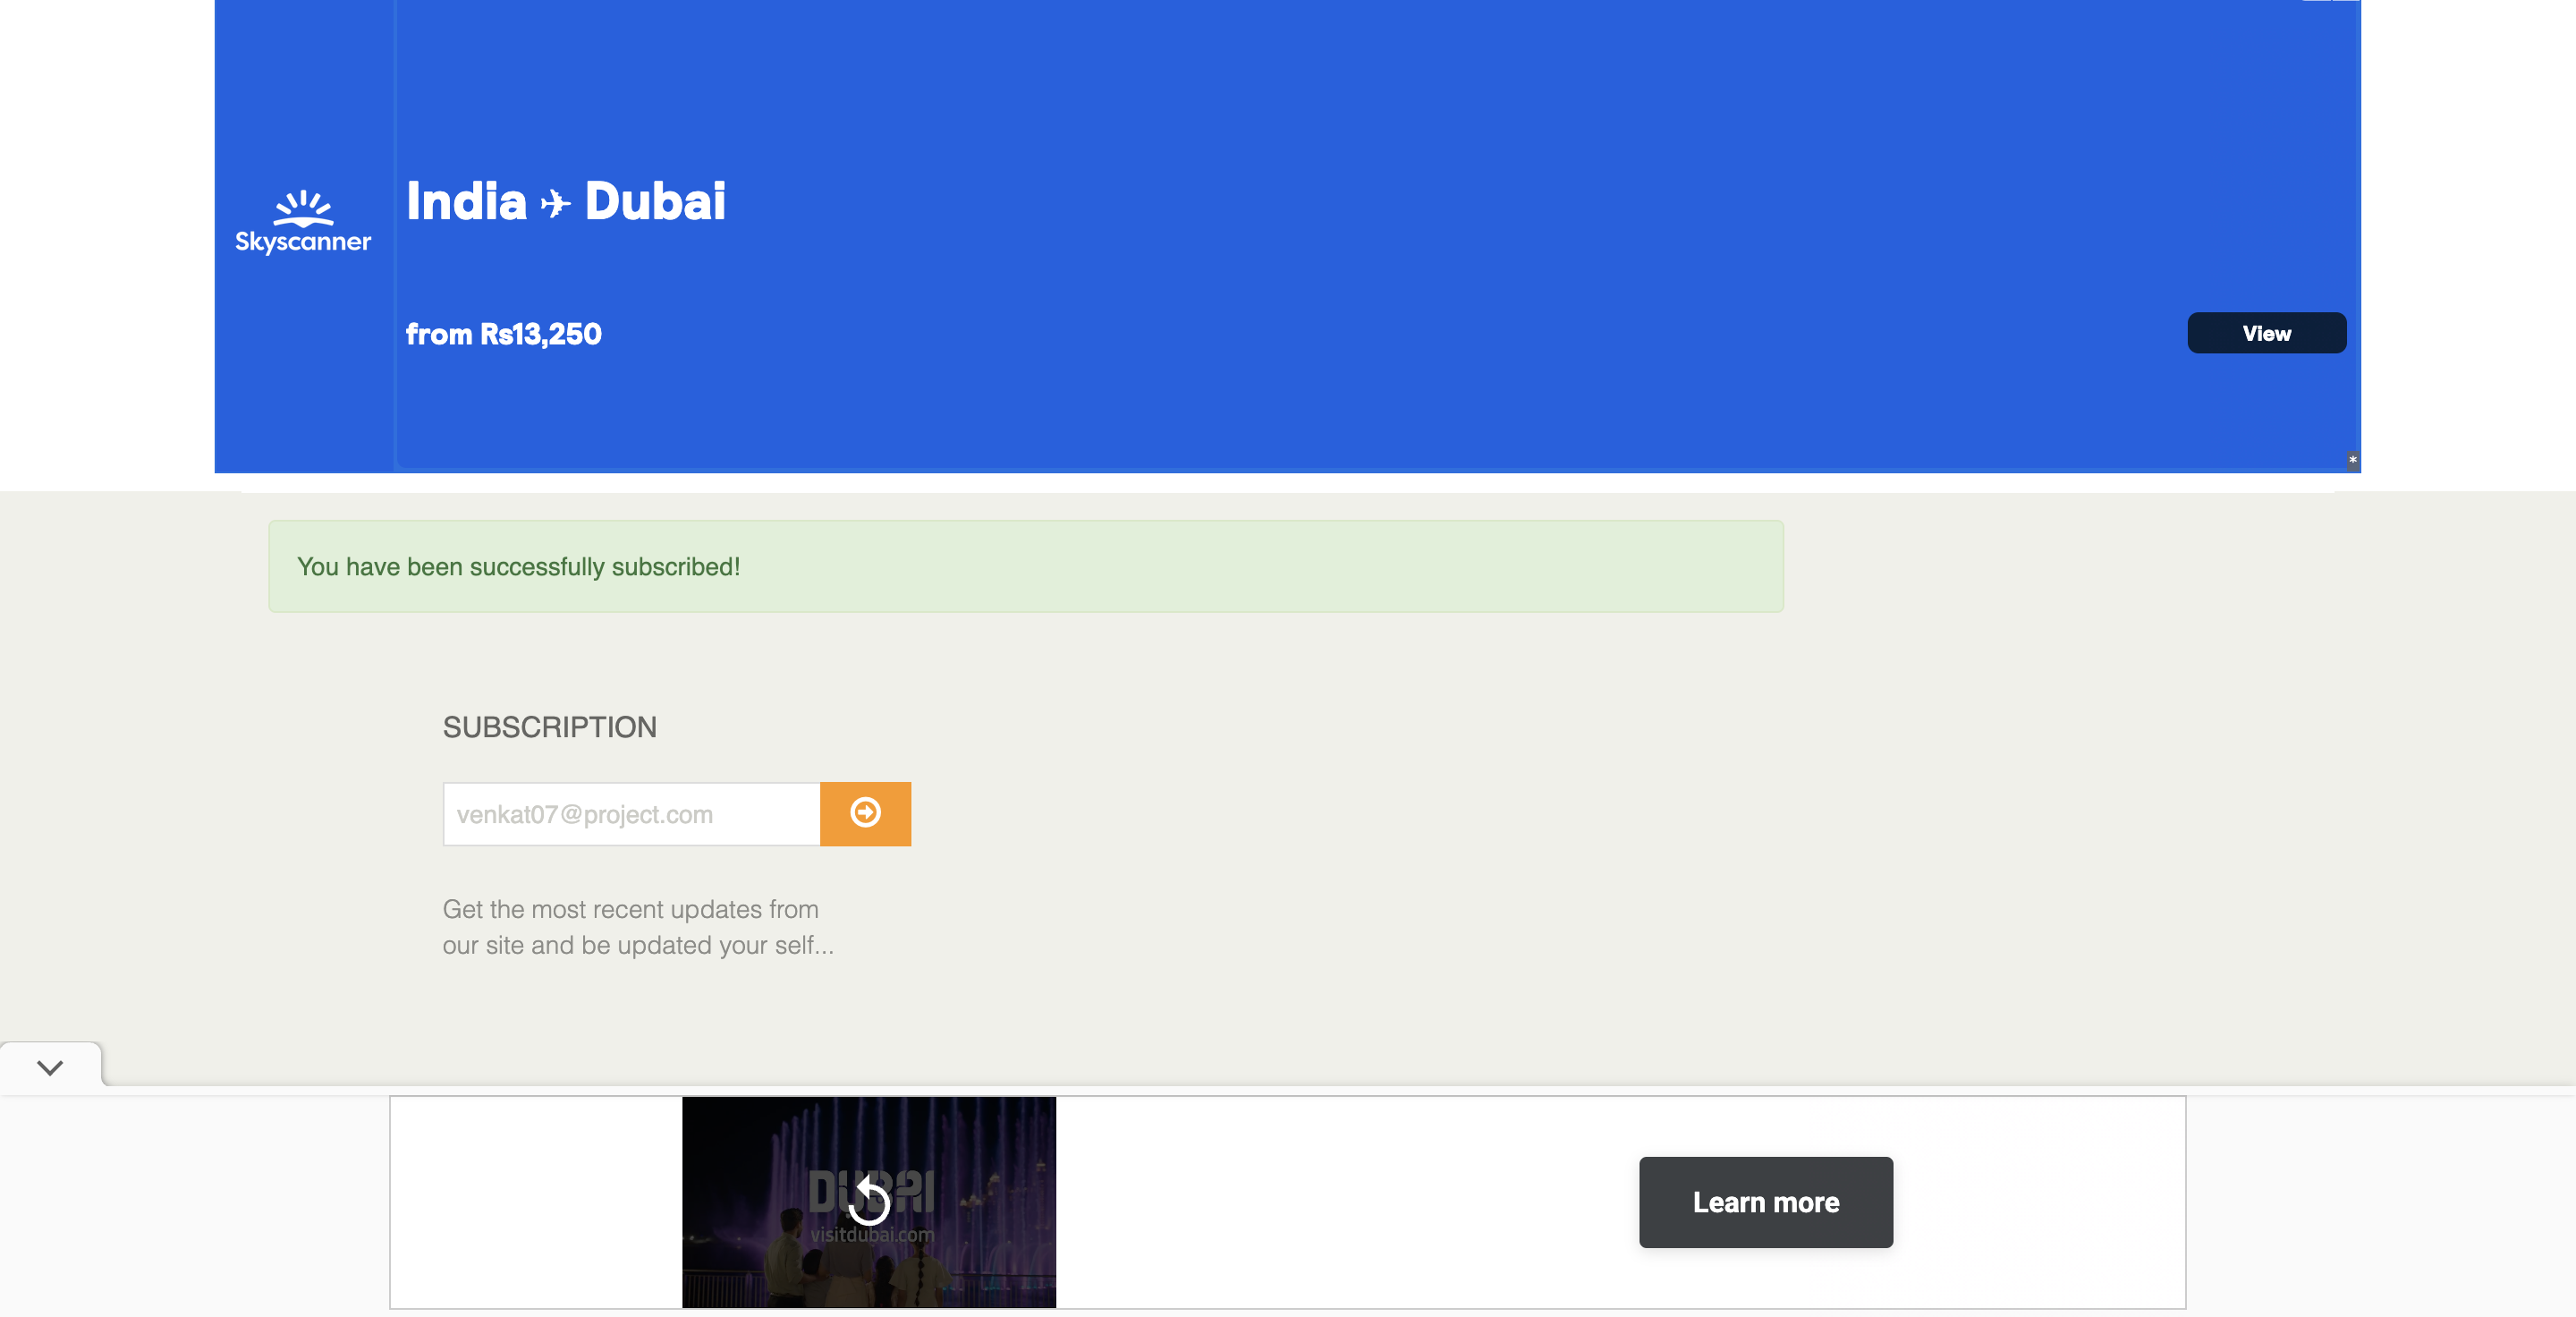 Skyscanner
India ✈ Dubai
from Rs13,250
View
*
You have been successfully subscribed!
SUBSCRIPTION
venkat07@project.com
Get the most recent updates from
our site and be updated your self...
DUBAI
visitdubai.com
Learn more